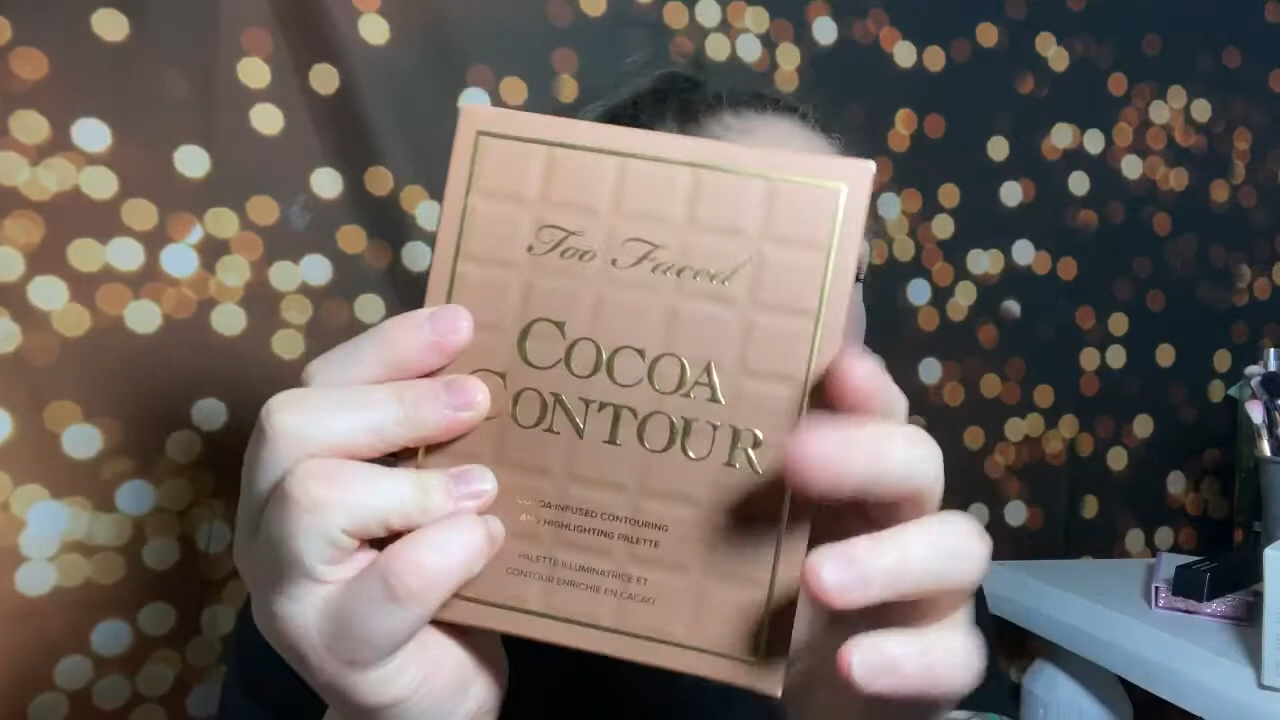 Too Faced
COCOA
CONTOUR
COCOA-INFUSED CONTOURING
AND HIGHLIGHTING PALETTE
PALETTE ILLUMINATRICE ET
CONTOUR ENRICHIE EN CACAO